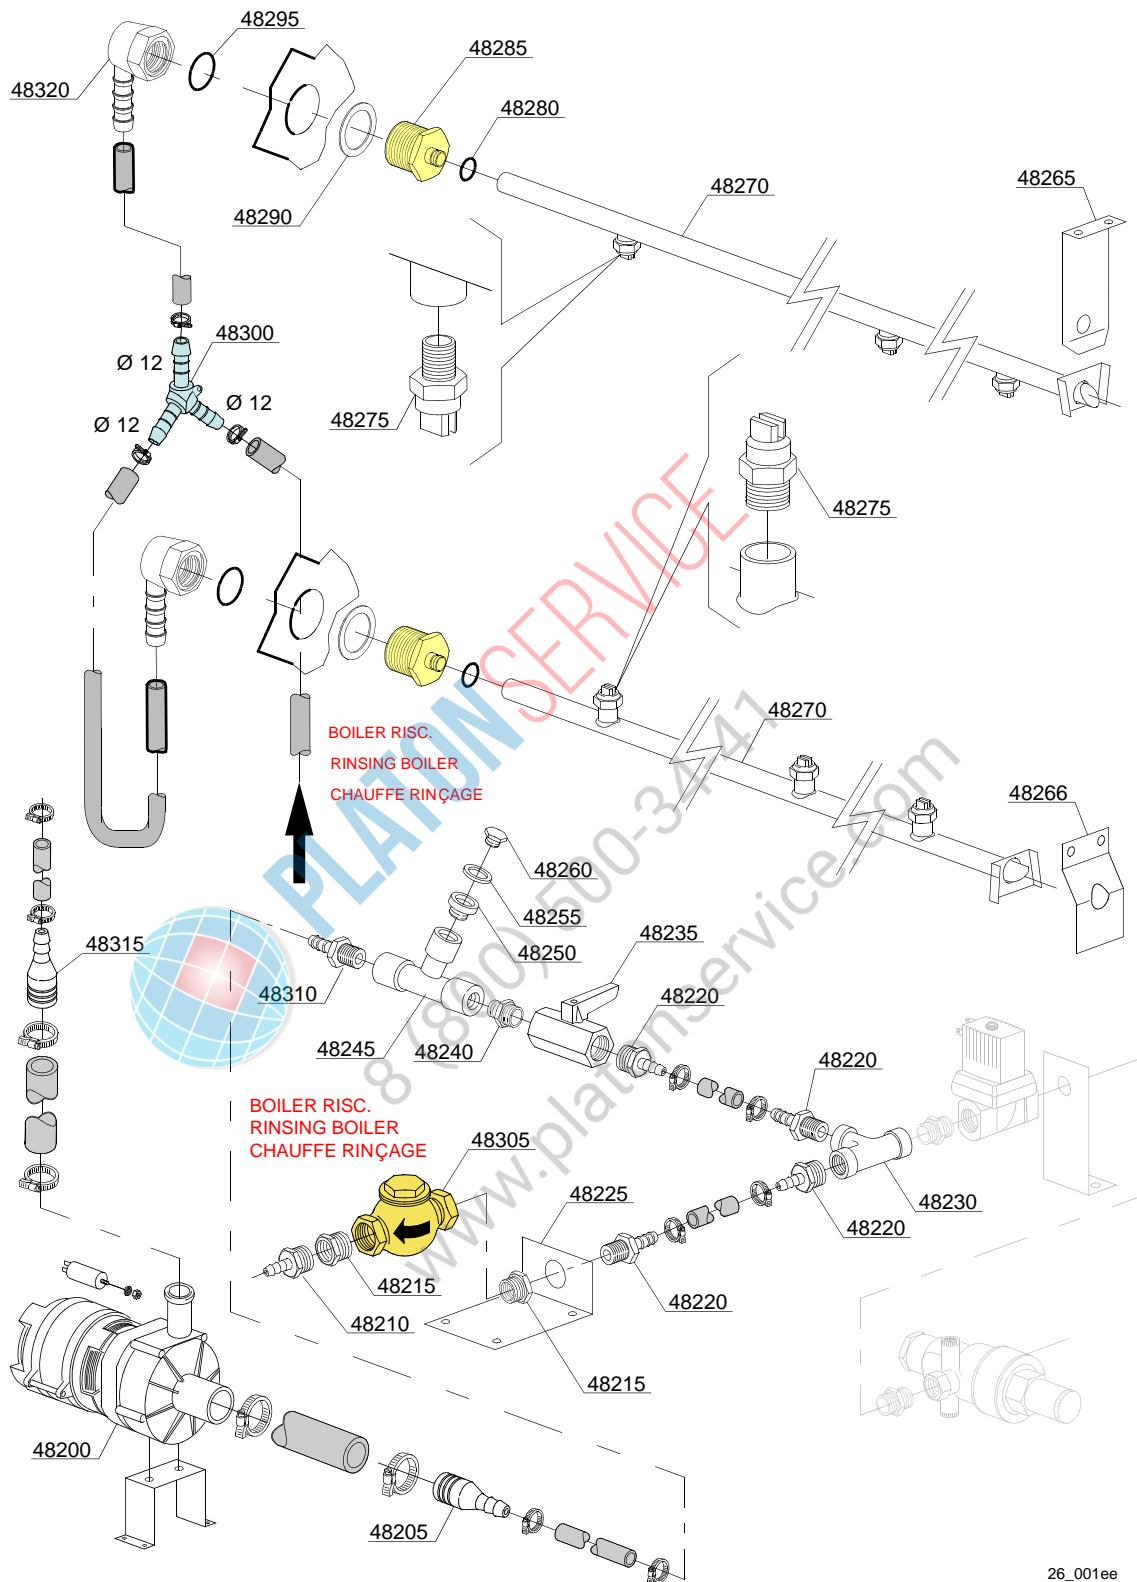 48295
48285
48320
48280
48270
48265
48290
48300
Ø 12
Ø 12
Ø 12
48275
48275
48270
BOILER RISC.
RINSING BOILER
CHAUFFE RINÇAGE
48266
48260
48255
48250
48235
48315
48310
48220
48245
48240
48220
BOILER RISC.
RINSING BOILER
CHAUFFE RINÇAGE
48305
48225
48230
48220
48215
48210
48220
48215
48200
48205
PLATONSERVICE
8 (800) 500-34-41
www.platonservice.com
26_001ee